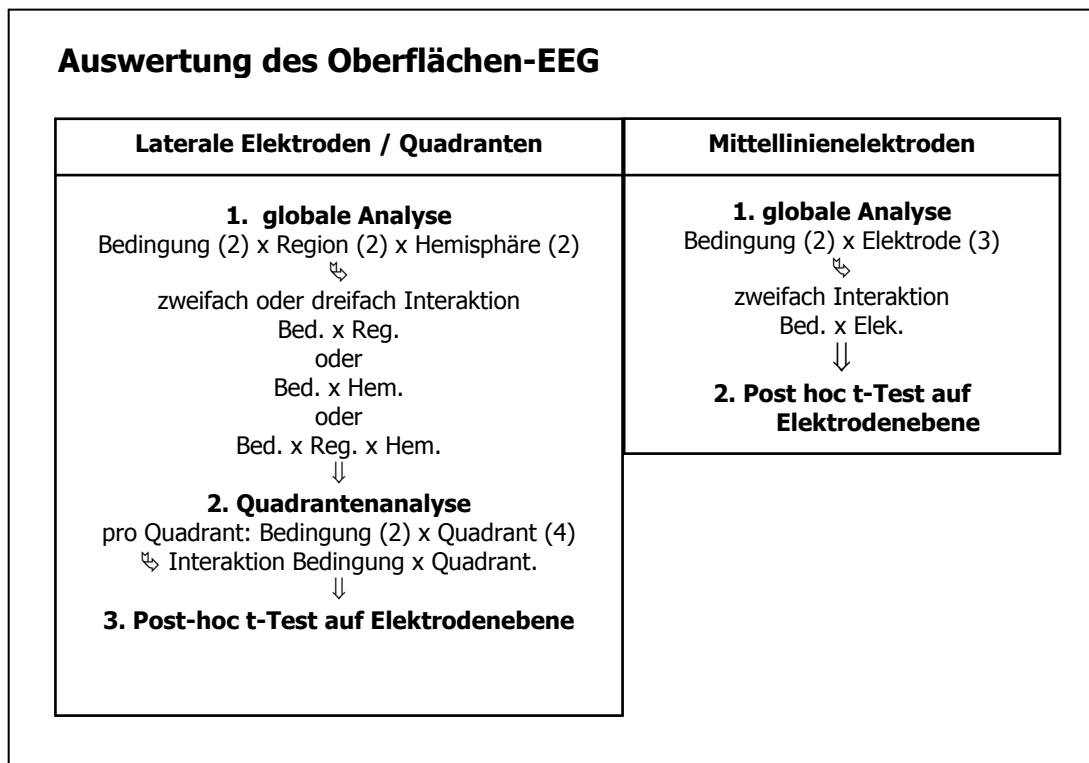 Auswertung des Oberflächen-EEG
Laterale Elektroden / Quadranten
1. globale Analyse
Bedingung (2) x Region (2) x Hemisphäre (2)
zweifach oder dreifach Interaktion
Bed. x Reg.
oder
Bed. x Hem.
oder
Bed. x Reg. x Hem.
⇓
2. Quadrantenanalyse
pro Quadrant: Bedingung (2) x Quadrant (4)
Interaktion Bedingung x Quadrant.
⇓
3. Post-hoc t-Test auf Elektrodenebene
Mittellinienelektroden
1. globale Analyse
Bedingung (2) x Elektrode (3)
zweifach Interaktion
Bed. x Elek.
⇓
2. Post hoc t-Test auf
Elektrodenebene